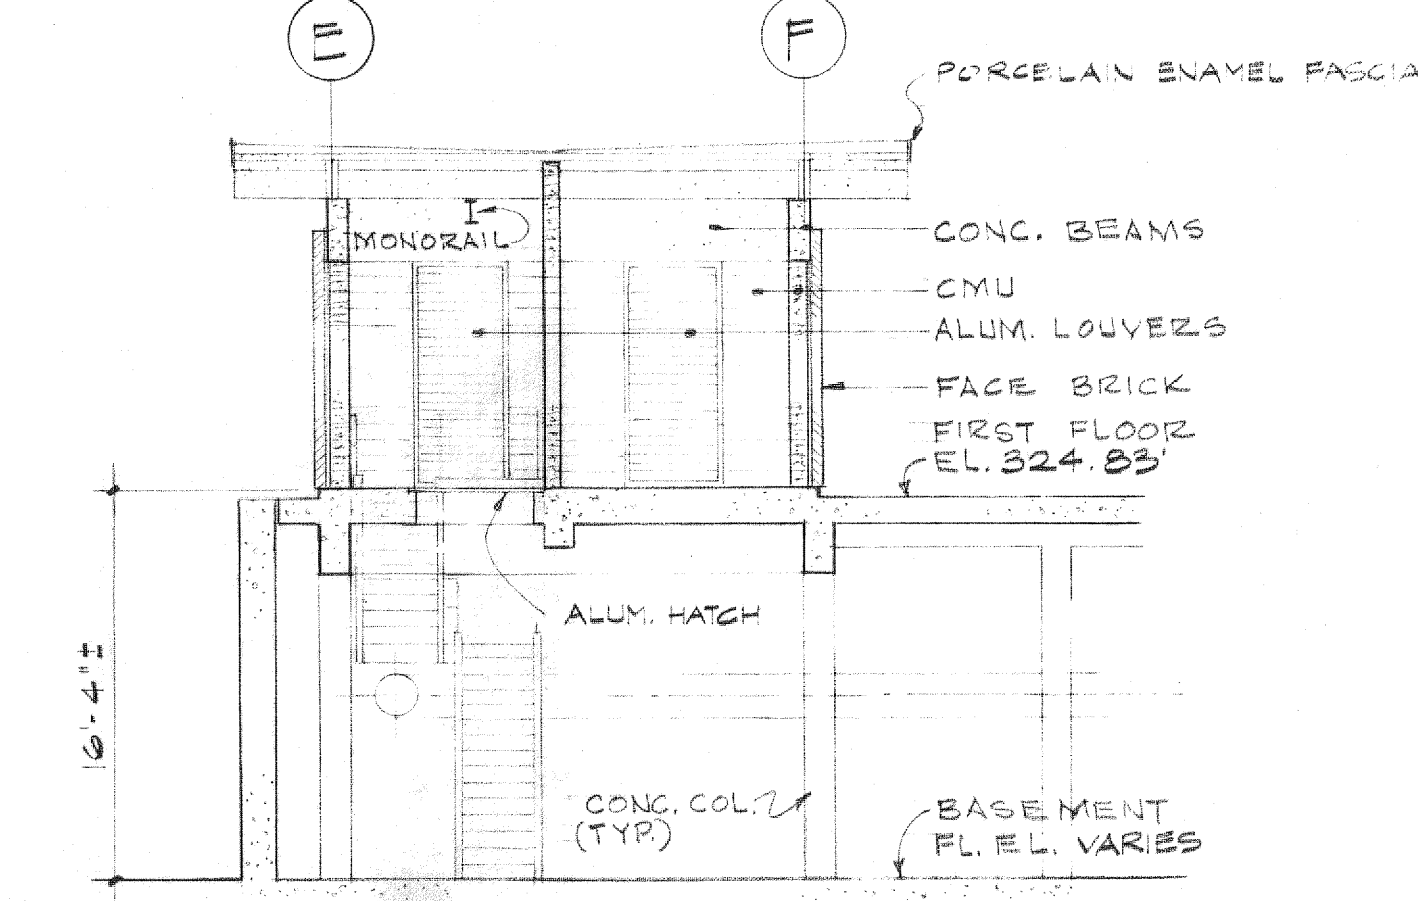 E
F
PORCELAIN ENAMEL FASCIA
MONORAIL
CONC. BEAMS
CMU
ALUM. LOUVERS
FACE BRICK
FIRST FLOOR
EL. 324.83'
ALUM. HATCH
16'-4"±
CONC. COL.
(TYP.)
BASEMENT
FL. EL. VARIES